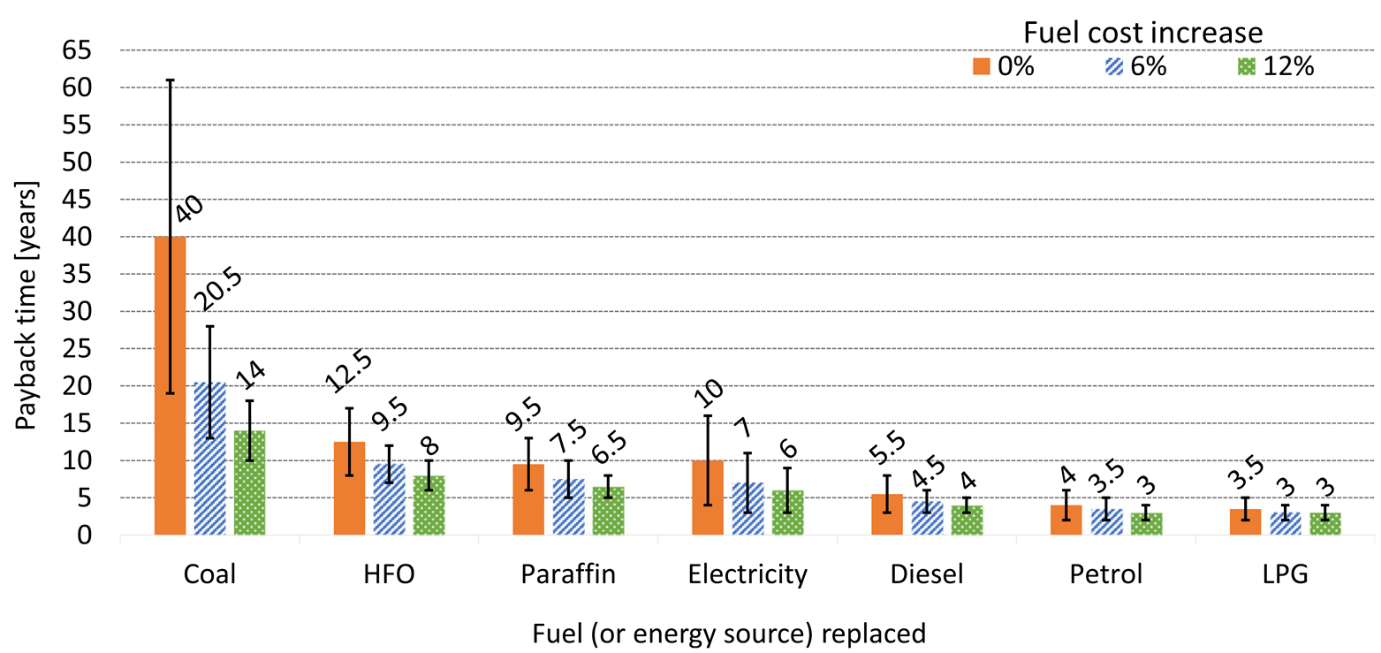 Fuel cost increase
0% 6% 12%
Payback time [years]
65
60
55
50
45
40
35
30
25
20
15
10
5
0
40 20.5 14
12.5 9.5 8
9.5 7.5 6.5
10 7 6
5.5 4.5 4
4 3.5 3
3.5 3 3
Coal HFO Paraffin Electricity Diesel Petrol LPG
Fuel (or energy source) replaced